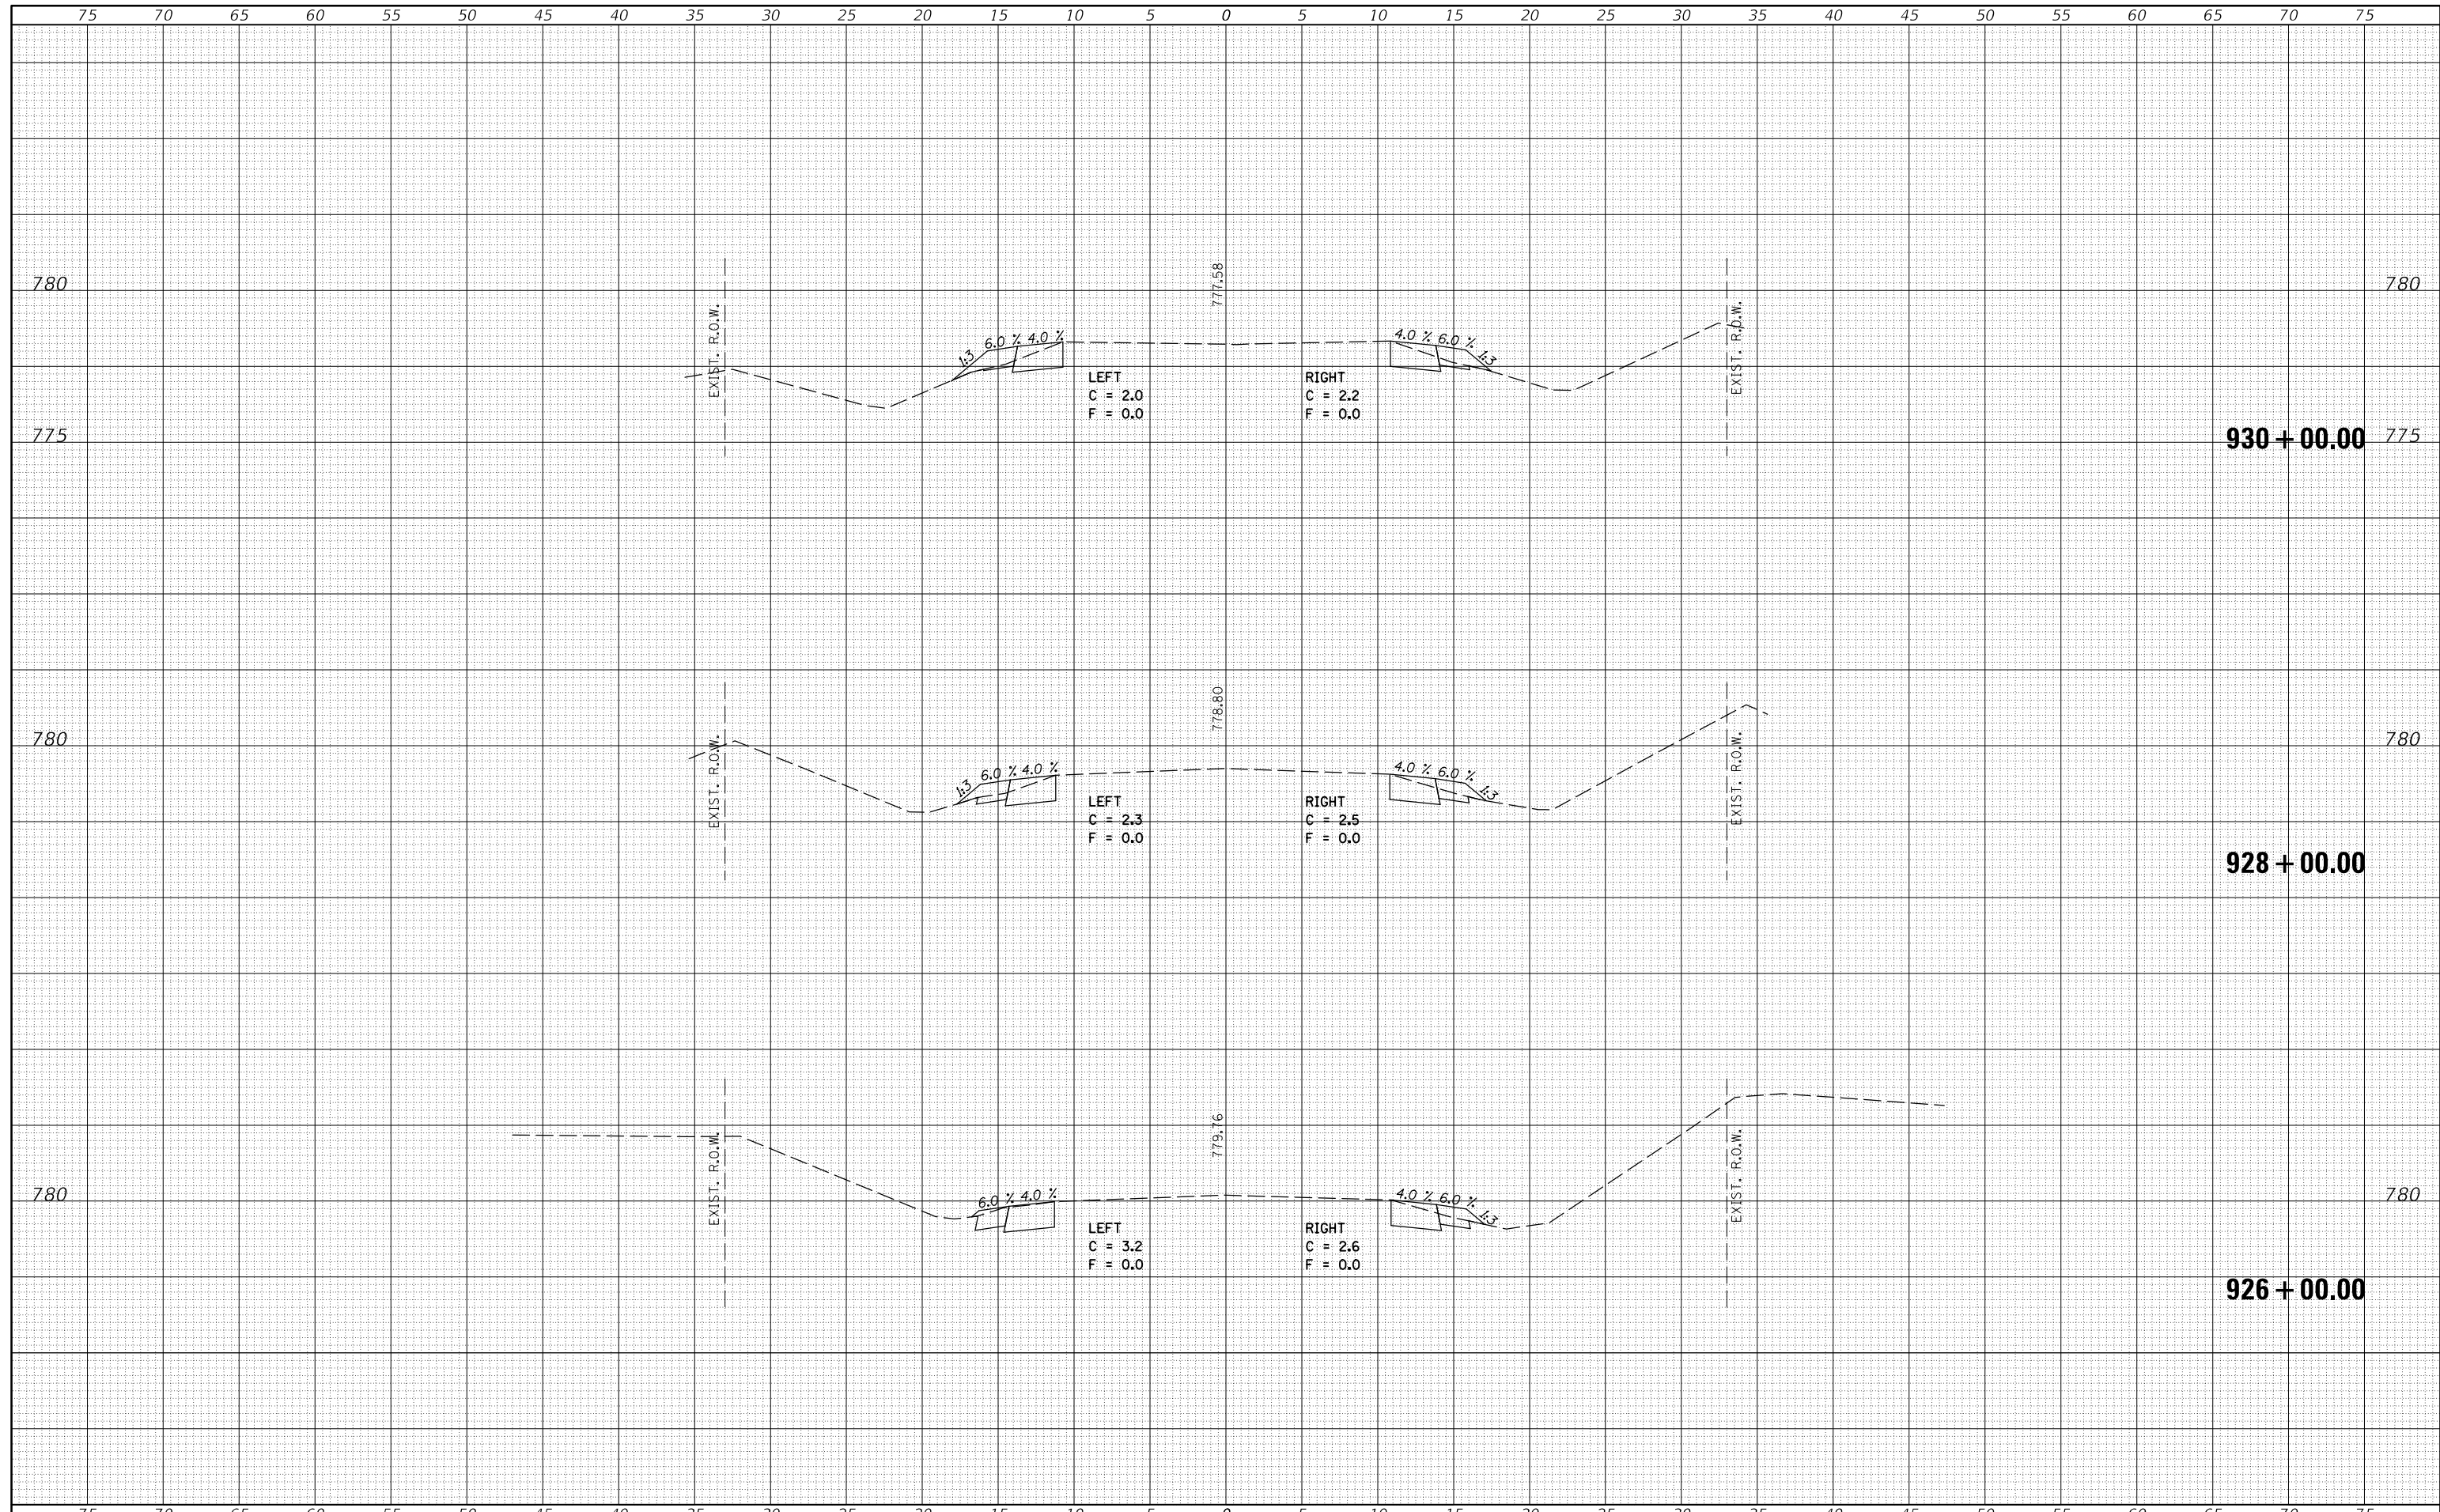 75 70 65 60 55 50 45 40 35 30 25 20 15 10 5 0 5 10 15 20 25 30 35 40 45 50 55 60 65 70 75
777.58
780 EXIST. R.O.W. EXIST. R.O.W. 780
1:3 6.0 % 4.0 % 4.0 % 6.0 % 1:3
LEFT RIGHT
C = 2.0 C = 2.2
F = 0.0 F = 0.0
775 930+00.00 775
778.80
780 EXIST. R.O.W. EXIST. R.O.W. 780
1:3 6.0 % 4.0 % 4.0 % 6.0 % 1:3
LEFT RIGHT
C = 2.3 C = 2.5
F = 0.0 F = 0.0
928+00.00
779.76
780 EXIST. R.O.W. EXIST. R.O.W. 780
6.0 % 4.0 % 4.0 % 6.0 % 1:3
LEFT RIGHT
C = 3.2 C = 2.6
F = 0.0 F = 0.0
926+00.00
75 70 65 60 55 50 45 40 35 30 25 20 15 10 5 0 5 10 15 20 25 30 35 40 45 50 55 60 65 70 75